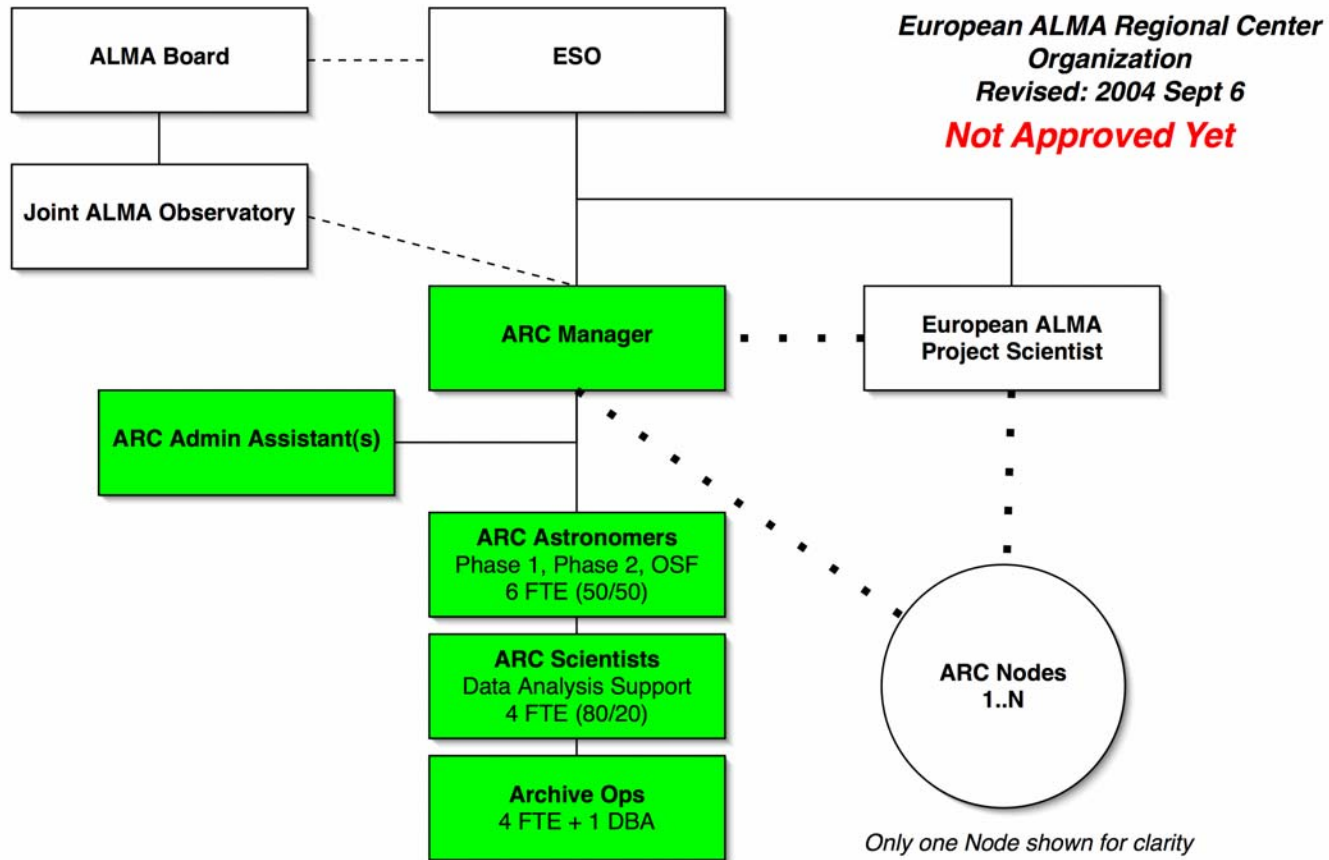 ALMA Board
ESO
European ALMA Regional Center
Organization
Revised: 2004 Sept 6
Not Approved Yet
Joint ALMA Observatory
ARC Manager
European ALMA
Project Scientist
ARC Admin Assistant(s)
ARC Astronomers
Phase 1, Phase 2, OSF
6 FTE (50/50)
ARC Scientists
Data Analysis Support
4 FTE (80/20)
ARC Nodes
1..N
Archive Ops
4 FTE + 1 DBA
Only one Node shown for clarity